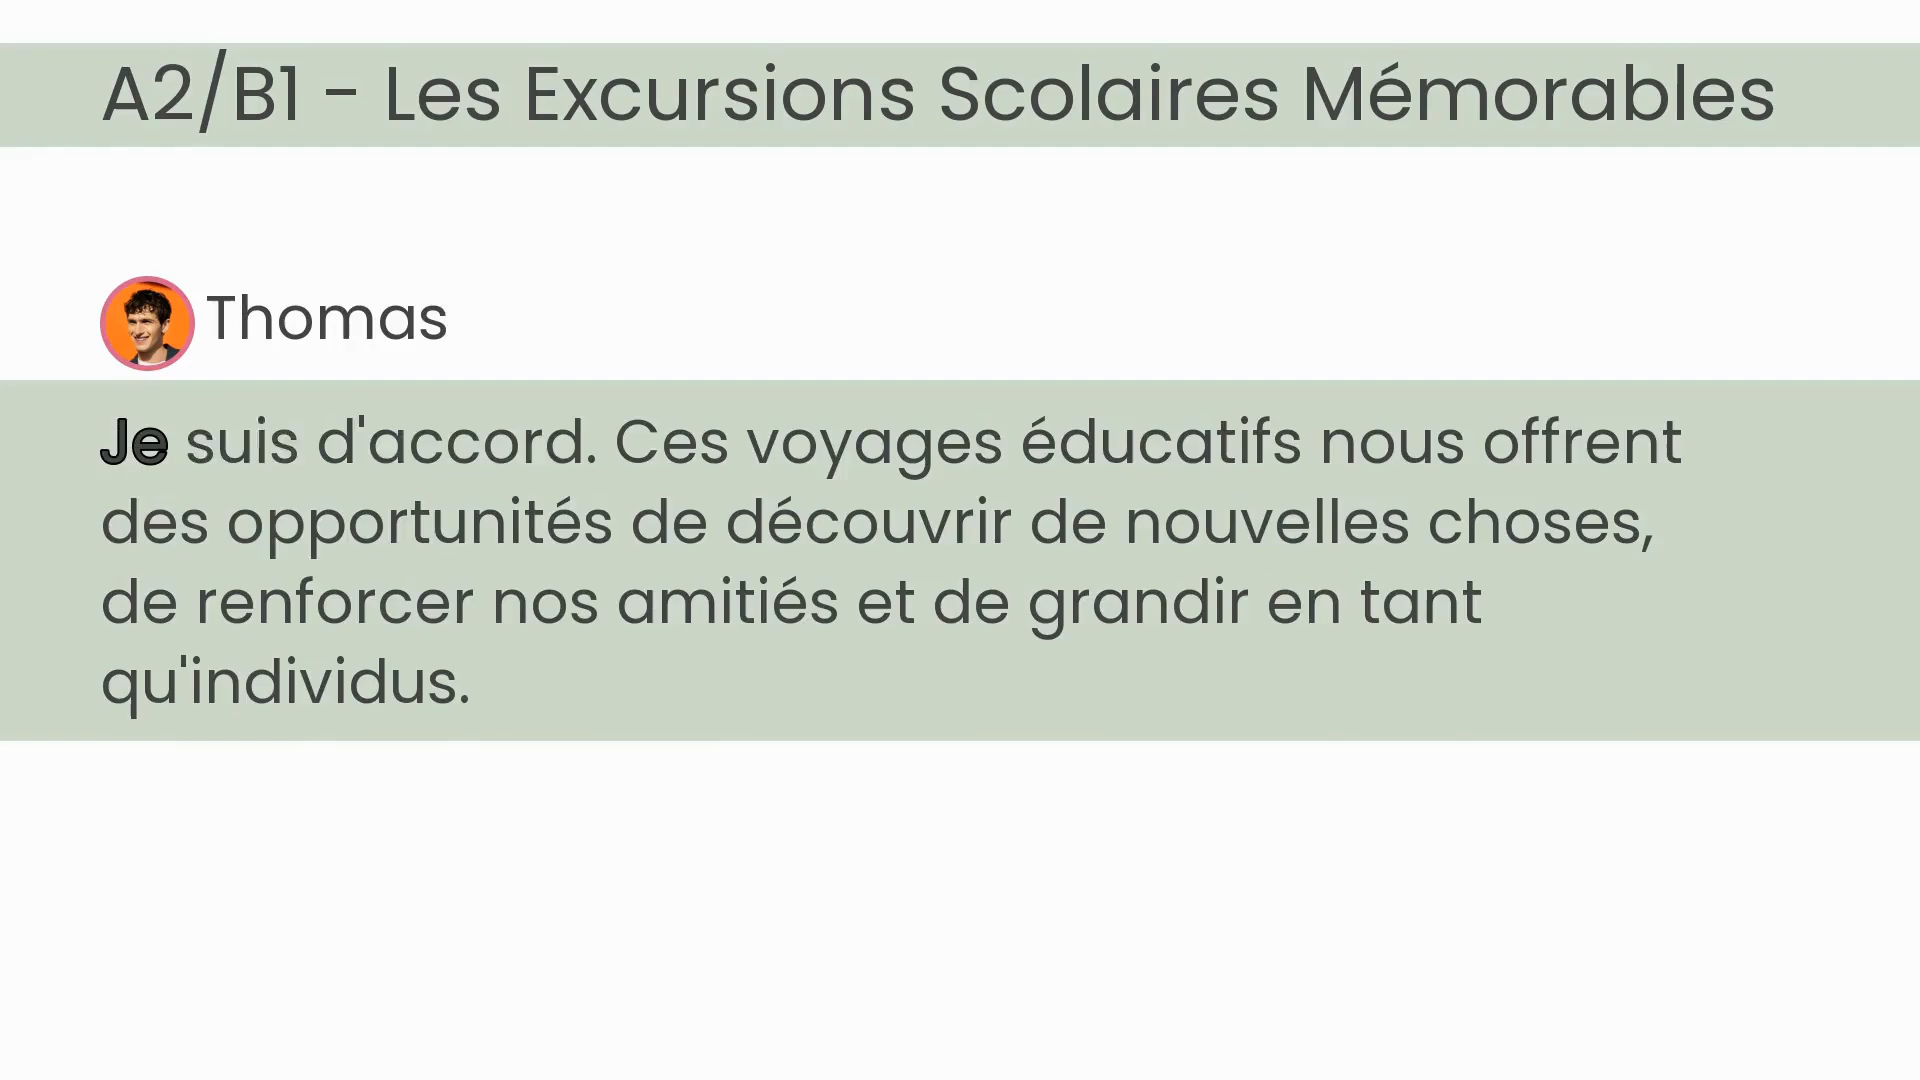 A2/B1 - Les Excursions Scolaires Mémorables
Thomas
Je suis d'accord. Ces voyages éducatifs nous offrent
des opportunités de découvrir de nouvelles choses,
de renforcer nos amitiés et de grandir en tant
qu'individus.